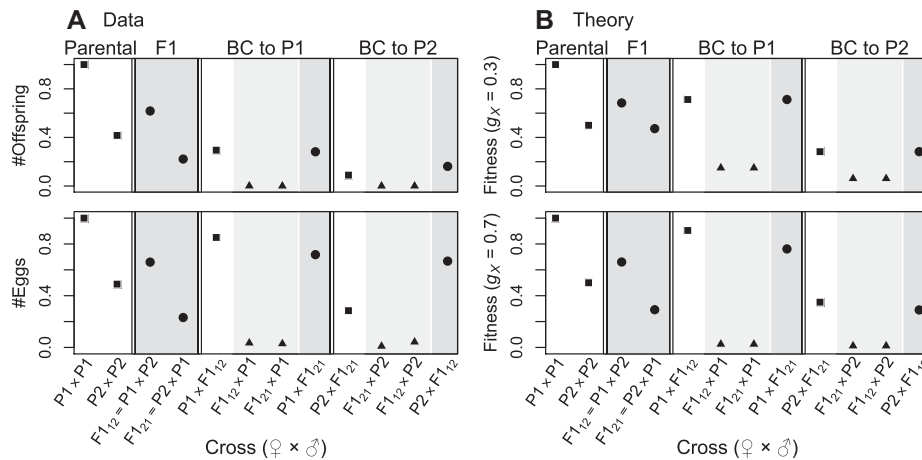 A Data
Parental F1 BC to P1 BC to P2
#Offspring
0.0 0.4 0.8
#Eggs
0.0 0.4 0.8
P1 x P1
P2 x P2
F1₁₂ = P1 x P2
F1₂₁ = P2 x P1
P1 x F1₁₂
F1₁₂ x P1
F1₂₁ x P1
P1 x F1₂₁
P2 x F1₂₁
F1₂₁ x P2
F1₁₂ x P2
P2 x F1₁₂
Cross (♀ × ♂)
B Theory
Parental F1 BC to P1 BC to P2
Fitness (gₓ = 0.3)
0.0 0.4 0.8
Fitness (gₓ = 0.7)
0.0 0.4 0.8
P1 x P1
P2 x P2
F1₁₂ = P1 x P2
F1₂₁ = P2 x P1
P1 x F1₁₂
F1₁₂ x P1
F1₂₁ x P1
P1 x F1₂₁
P2 x F1₂₁
F1₂₁ x P2
F1₁₂ x P2
P2 x F1₁₂
Cross (♀ × ♂)